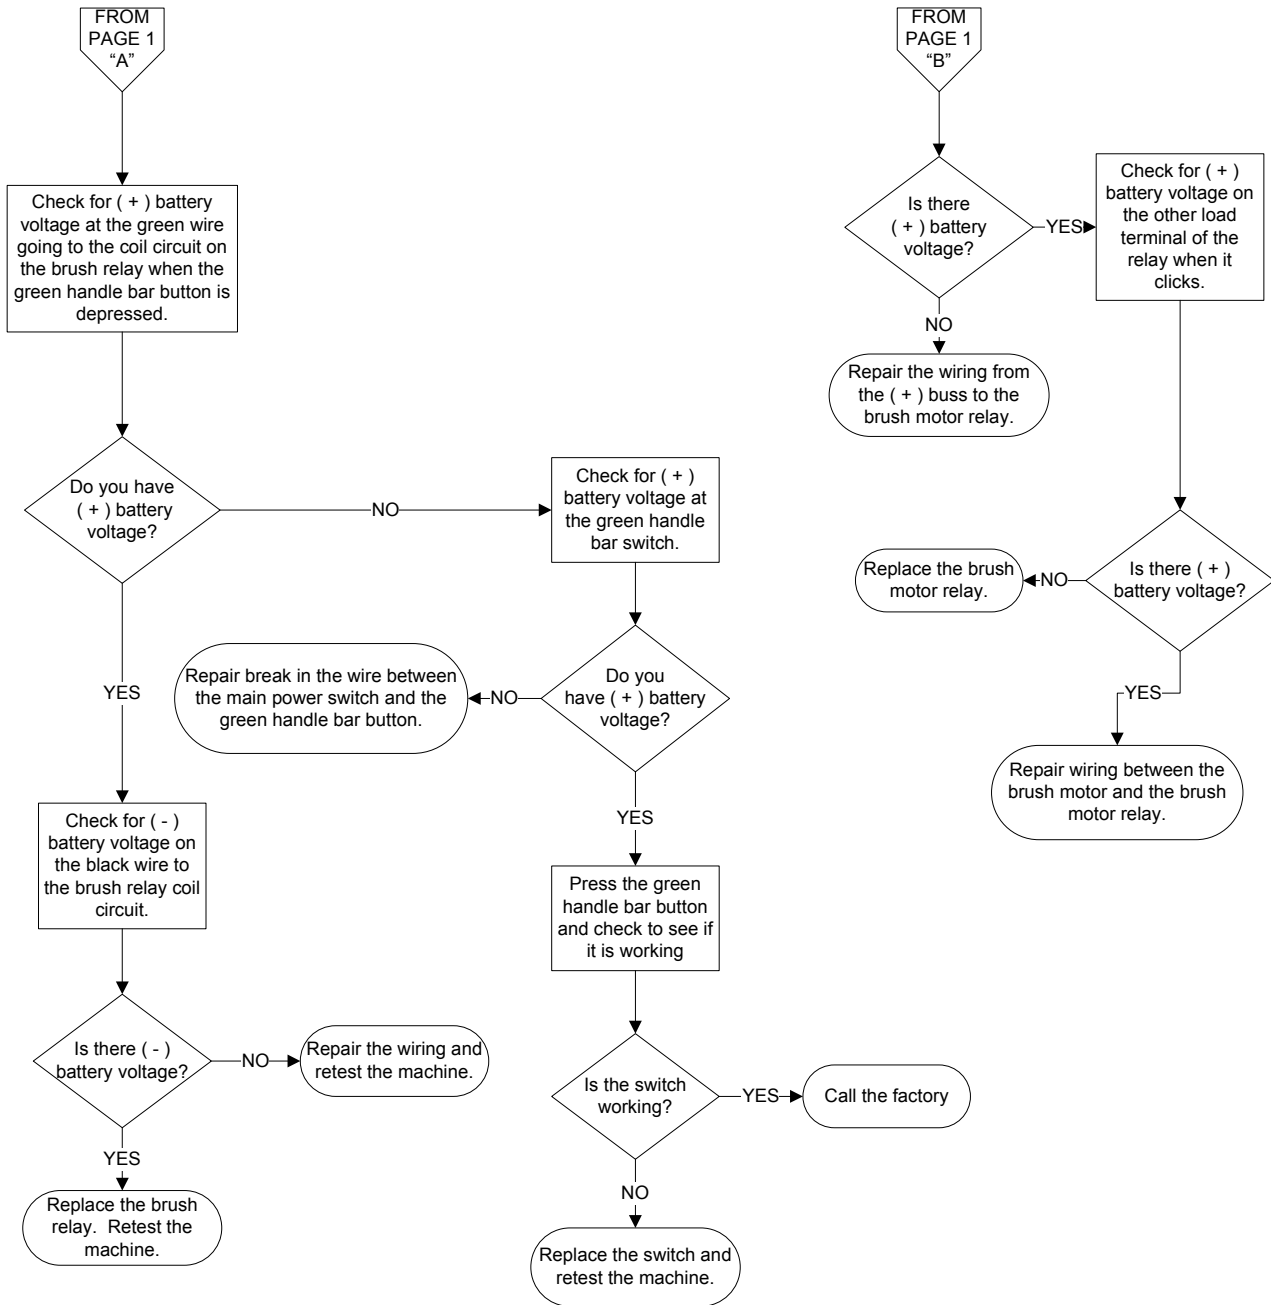 FROM
PAGE 1
“A”
Check for ( + ) battery
voltage at the green wire
going to the coil circuit on
the brush relay when the
green handle bar button is
depressed.
Do you have
( + ) battery
voltage?
NO
YES
Check for ( + )
battery voltage at
the green handle
bar switch.
Do you
have ( + ) battery
voltage?
NO
Repair break in the wire between
the main power switch and the
green handle bar button.
YES
Press the green
handle bar button
and check to see if
it is working
Is the switch
working?
YES
Call the factory
NO
Replace the switch and
retest the machine.
Check for ( - )
battery voltage on
the black wire to
the brush relay coil
circuit.
Is there ( - )
battery voltage?
NO
Repair the wiring and
retest the machine.
YES
Replace the brush
relay.  Retest the
machine.
FROM
PAGE 1
“B”
Is there
( + ) battery
voltage?
YES
NO
Repair the wiring from
the ( + ) buss to the
brush motor relay.
Check for ( + )
battery voltage on
the other load
terminal of the
relay when it
clicks.
Is there ( + )
battery voltage?
NO
Replace the brush
motor relay.
YES
Repair wiring between the
brush motor and the brush
motor relay.